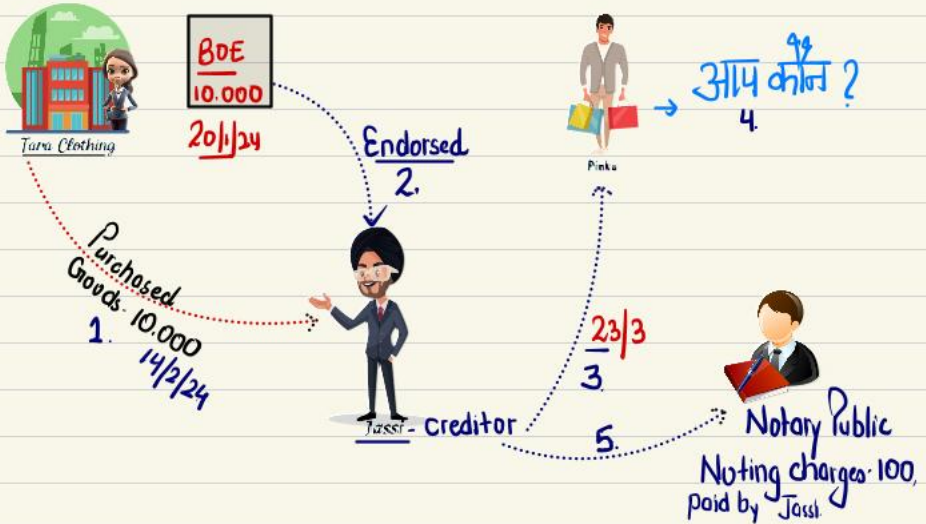 BOE
10.000
20/1/24
Tara Clothing
Endorsed
2.
आप कौन ?
4.
Pinku
Purchased
Goods- 10.000
1.
14/2/24
23/3
3.
Jassi - creditor
5.
Notary Public
Noting charges-100,
paid by Jassi.